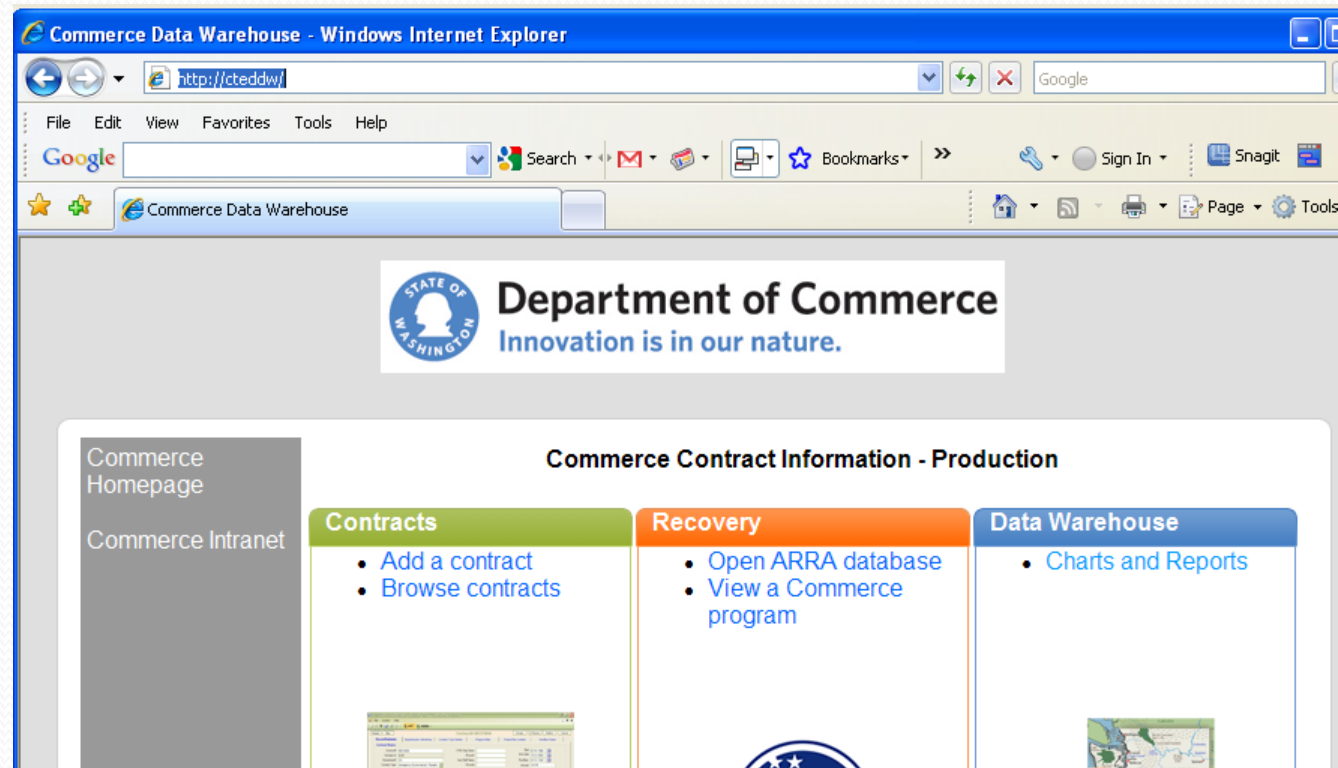 Commerce Data Warehouse - Windows Internet Explorer
http://cteddw/
Google
File Edit View Favorites Tools Help
Google Search Bookmarks Sign In Snagit
Commerce Data Warehouse
Page Tools
STATE OF WASHINGTON
Department of Commerce
Innovation is in our nature.
Commerce Homepage
Commerce Intranet
Commerce Contract Information - Production
Contracts
• Add a contract
• Browse contracts
Recovery
• Open ARRA database
• View a Commerce
program
Data Warehouse
• Charts and Reports